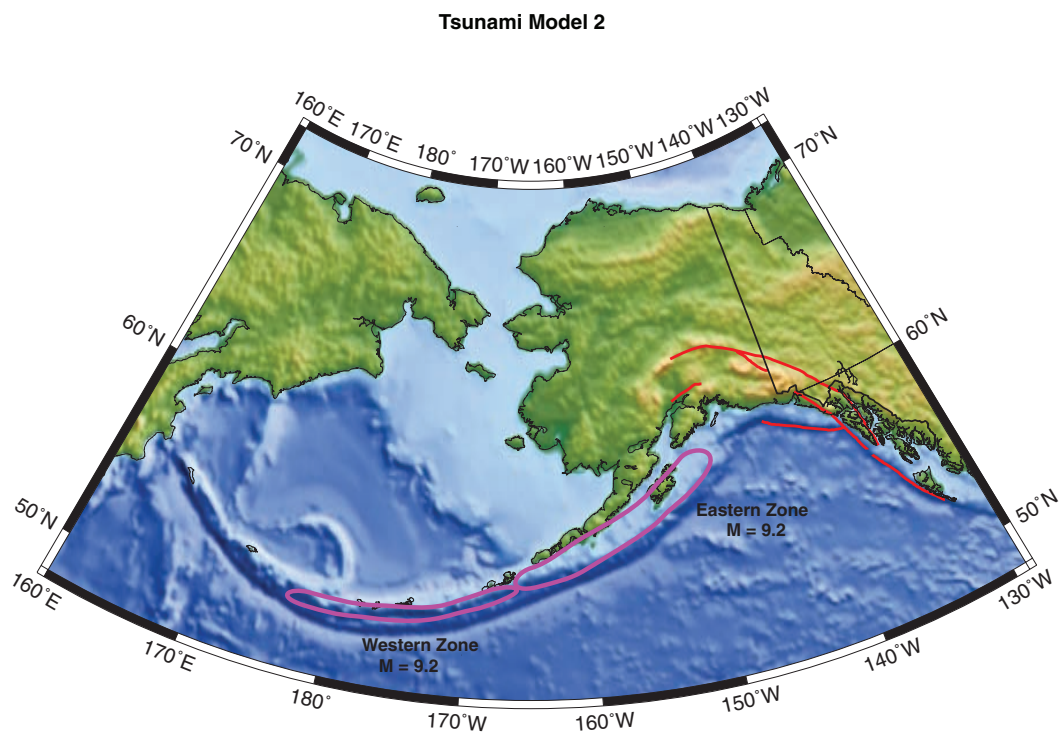 Tsunami Model 2
160˚E
170˚E
180˚
170˚W
160˚W
150˚W
140˚W
130˚W
70˚N
70˚N
60˚N
60˚N
50˚N
50˚N
Eastern Zone
M = 9.2
Western Zone
M = 9.2
160˚E
170˚E
180˚
170˚W
160˚W
150˚W
140˚W
130˚W